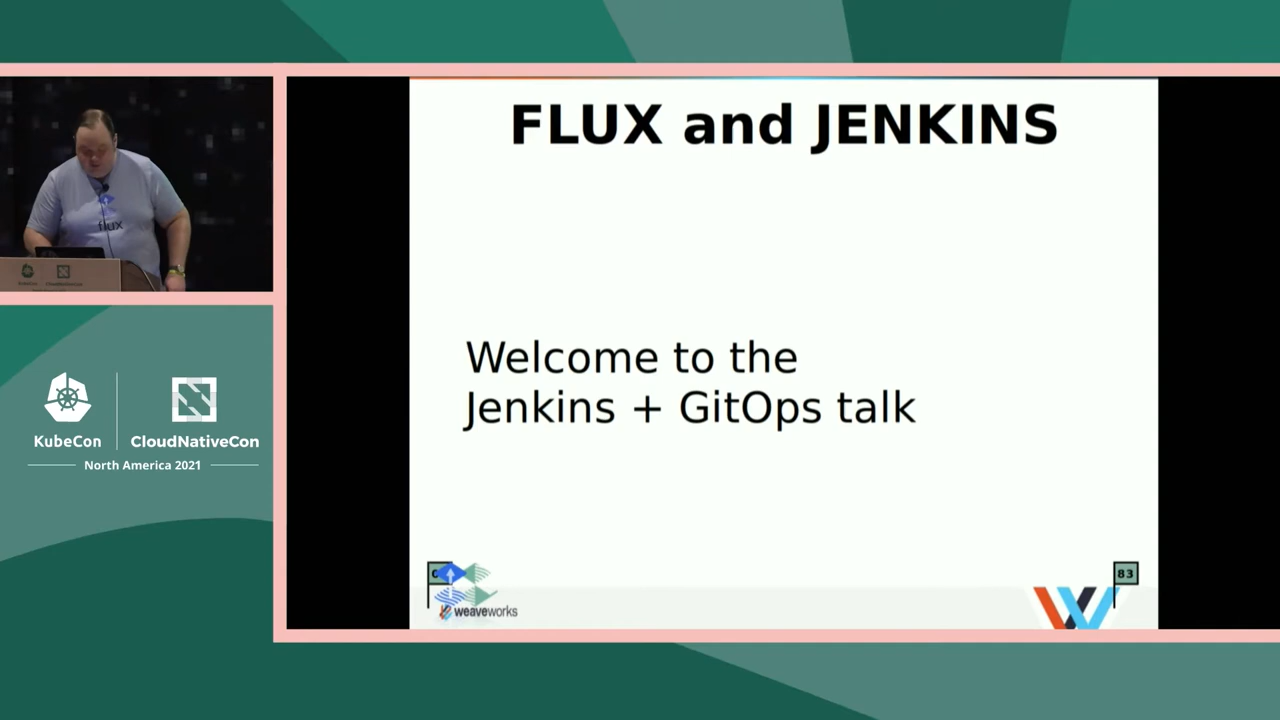 FLUX and JENKINS
Welcome to the
Jenkins + GitOps talk
83
weaveworks
flux
KubeCon
CloudNativeCon
North America 2021